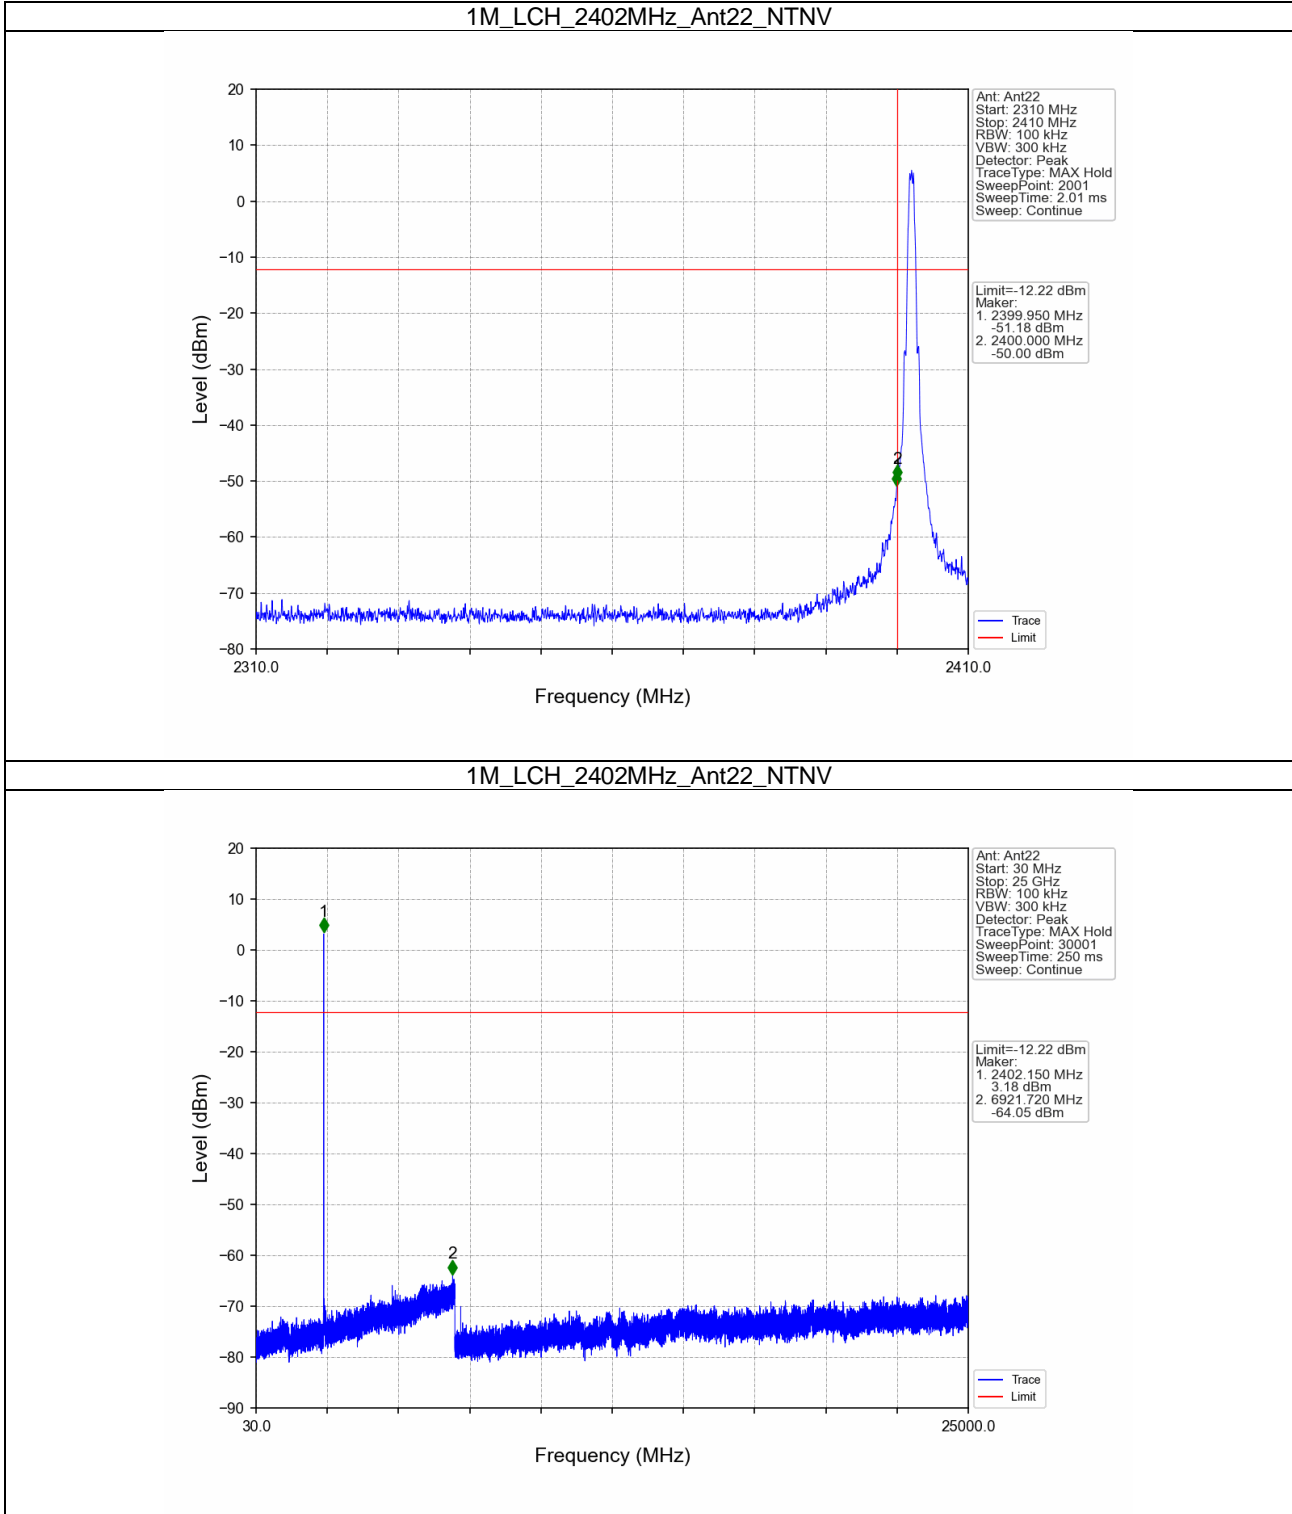 1M_LCH_2402MHz_Ant22_NTNV
20
10
0
−10
−20
−30
−40
−50
−60
−70
−80
Level (dBm)
2
2310.0
2410.0
Frequency (MHz)
Ant: Ant22
Start: 2310 MHz
Stop: 2410 MHz
RBW: 100 kHz
VBW: 300 kHz
Detector: Peak
TraceType: MAX Hold
SweepPoint: 2001
SweepTime: 2.01 ms
Sweep: Continue
Limit=-12.22 dBm
Maker:
1. 2399.950 MHz
-51.18 dBm
2. 2400.000 MHz
-50.00 dBm
Trace
Limit
1M_LCH_2402MHz_Ant22_NTNV
20
10
0
−10
−20
−30
−40
−50
−60
−70
−80
−90
Level (dBm)
1
2
30.0
25000.0
Frequency (MHz)
Ant: Ant22
Start: 30 MHz
Stop: 25 GHz
RBW: 100 kHz
VBW: 300 kHz
Detector: Peak
TraceType: MAX Hold
SweepPoint: 30001
SweepTime: 250 ms
Sweep: Continue
Limit=-12.22 dBm
Maker:
1. 2402.150 MHz
3.18 dBm
2. 6921.720 MHz
-64.05 dBm
Trace
Limit